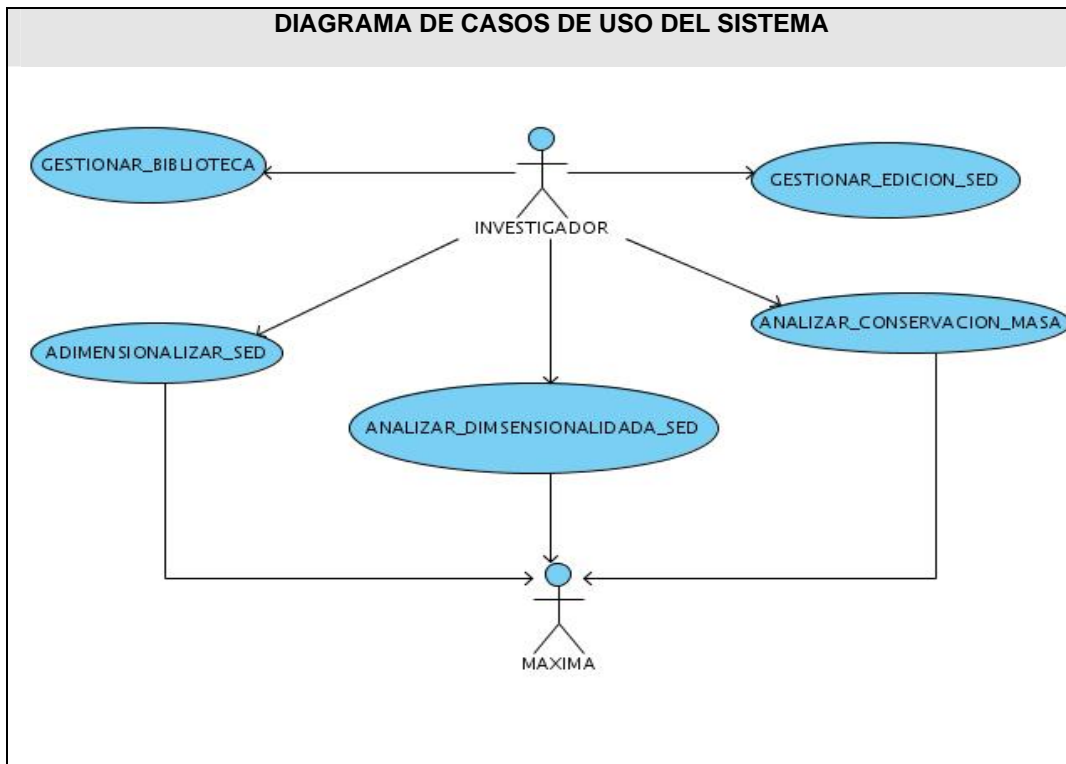 DIAGRAMA DE CASOS DE USO DEL SISTEMA
GESTIONAR_BIBLIOTECA
GESTIONAR_EDICION_SED
INVESTIGADOR
ADIMENSIONALIZAR_SED
ANALIZAR_CONSERVACION_MASA
ANALIZAR_DIMSENSIONALIDADA_SED
MAXIMA